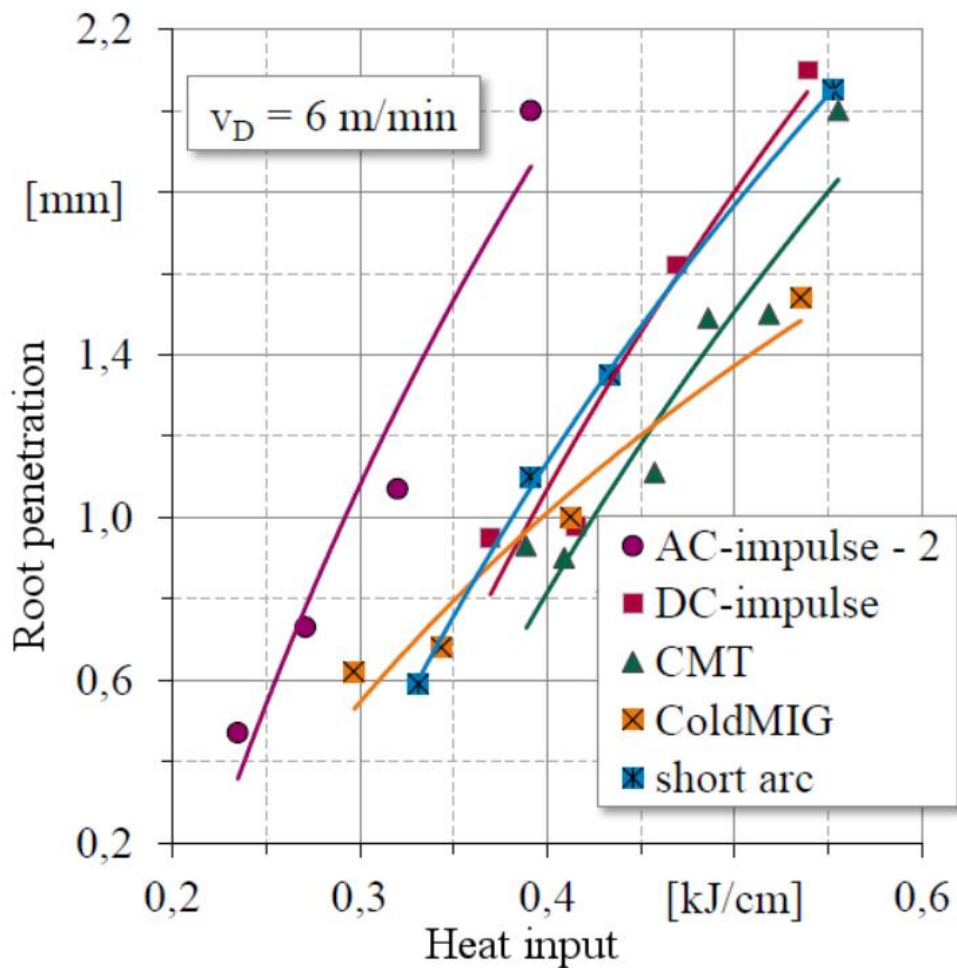 2,2
v_D = 6 m/min
[mm]
1,4
Root penetration
1,0
0,6
0,2
AC-impulse - 2
DC-impulse
CMT
ColdMIG
short arc
0,2 0,3 0,4 [kJ/cm] 0,6
Heat input